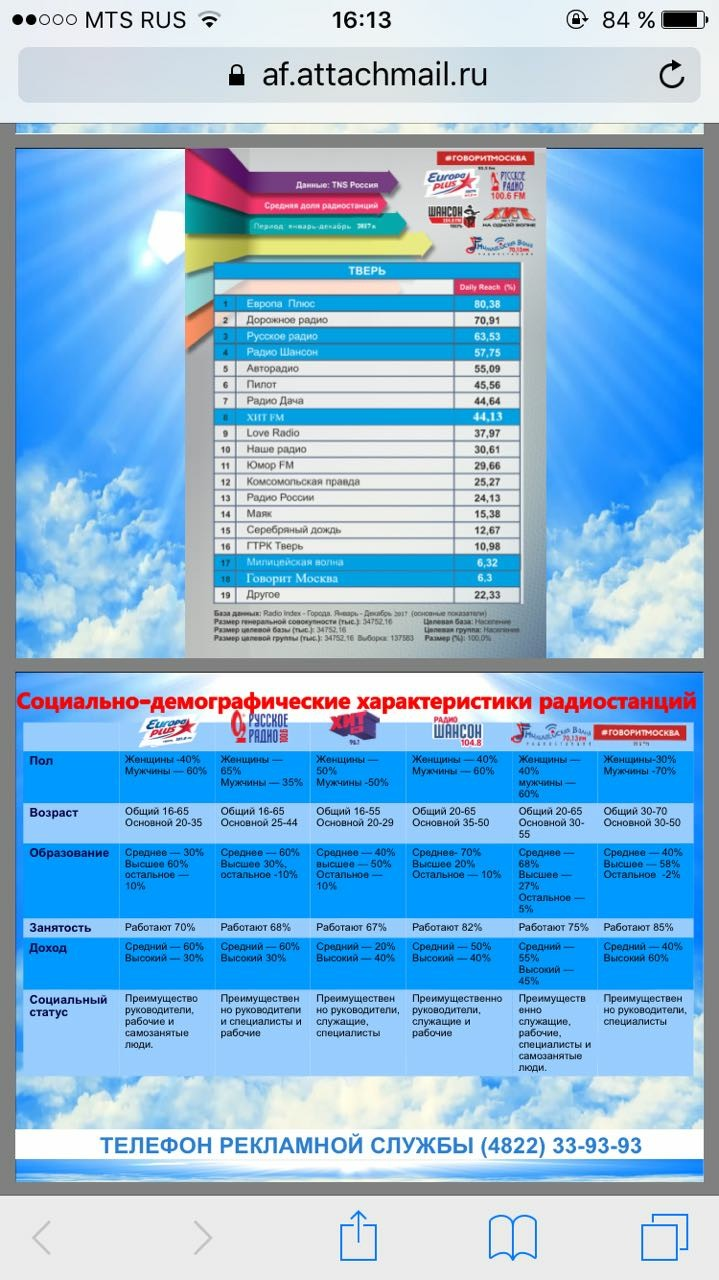 MTS RUS 16:13 84 %
af.attachmail.ru
#ГОВОРИТМОСКВА
Данные: TNS Россия
EUROPA PLUS
РУССКОЕ РАДИО
100.6 FM
Средняя доля радиостанций
ШАНСОН
ХИТ
Период январь-декабрь 2017 г.
НА ОДНОЙ ВОЛНЕ
Милицейская Волна
ТВЕРЬ
Daily Reach (%)
1 Европа Плюс 80,38
2 Дорожное радио 70,91
3 Русское радио 63,53
4 Радио Шансон 57,75
5 Авторадио 55,09
6 Пилот 45,56
7 Радио Дача 44,64
8 ХИТ FM 44,13
9 Love Radio 37,97
10 Наше радио 30,61
11 Юмор FM 29,66
12 Комсомольская правда 25,27
13 Радио России 24,13
14 Маяк 15,38
15 Серебряный дождь 12,67
16 ГТРК Тверь 10,98
17 Милицейская волна 6,32
18 Говорит Москва 6,3
19 Другое 22,33
База данных: Radio Index - Города. Январь - Декабрь 2017 (основные показатели)
Размер генеральной совокупности (тыс.): 34752,16 Целевая база: Население
Размер целевой базы (тыс.): 34752,16 Целевая группа: Население
Размер целевой группы (тыс.): 34752,16 Выборка: 137583 Размер (%): 100,0%
Социально-демографические характеристики радиостанций
EUROPA PLUS
РУССКОЕ РАДИО 100.6
ХИТ
РАДИО ШАНСОН 104.8
Милицейская Волна
#ГОВОРИТМОСКВА
Пол
Женщины -40%
Мужчины — 60%
Женщины —
65%
Мужчины — 35%
Женщины —
50%
Мужчины -50%
Женщины — 40%
Мужчины — 60%
Женщины —
40%
мужчины —
60%
Женщины-30%
Мужчины -70%
Возраст
Общий 16-65
Основной 20-35
Общий 16-65
Основной 25-44
Общий 16-55
Основной 20-29
Общий 20-65
Основной 35-50
Общий 20-65
Основной 30-
55
Общий 30-70
Основной 30-50
Образование
Среднее — 30%
Высшее 60%
остальное —
10%
Среднее — 60%
Высшее 30%.
остальное -10%
Среднее — 40%
высшее — 50%
Остальное —
10%
Среднее- 70%
Высшее 20%
Остальное — 10%
Среднее —
68%
Высшее —
27%
Остальное —
5%
Среднее — 40%
Высшее — 58%
Остальное -2%
Занятость
Работают 70%
Работают 68%
Работают 67%
Работают 82%
Работают 75%
Работают 85%
Доход
Средний — 60%
Высокий — 30%
Средний — 60%
Высокий 30%
Средний — 20%
Высокий — 40%
Средний — 50%
Высокий — 40%
Средний —
55%
Высокий —
45%
Средний — 40%
Высокий 60%
Социальный
статус
Преимущество
руководители,
рабочие и
самозанятые
люди.
Преимуществен
но руководители
и специалисты и
рабочие
Преимуществен
но руководители,
служащие,
специалисты
Преимущественно
руководители,
служащие и
рабочие
Преимуществ
енно
служащие,
рабочие,
специалисты и
самозанятые
люди.
Преимуществен
но руководители,
специалисты
ТЕЛЕФОН РЕКЛАМНОЙ СЛУЖБЫ (4822) 33-93-93